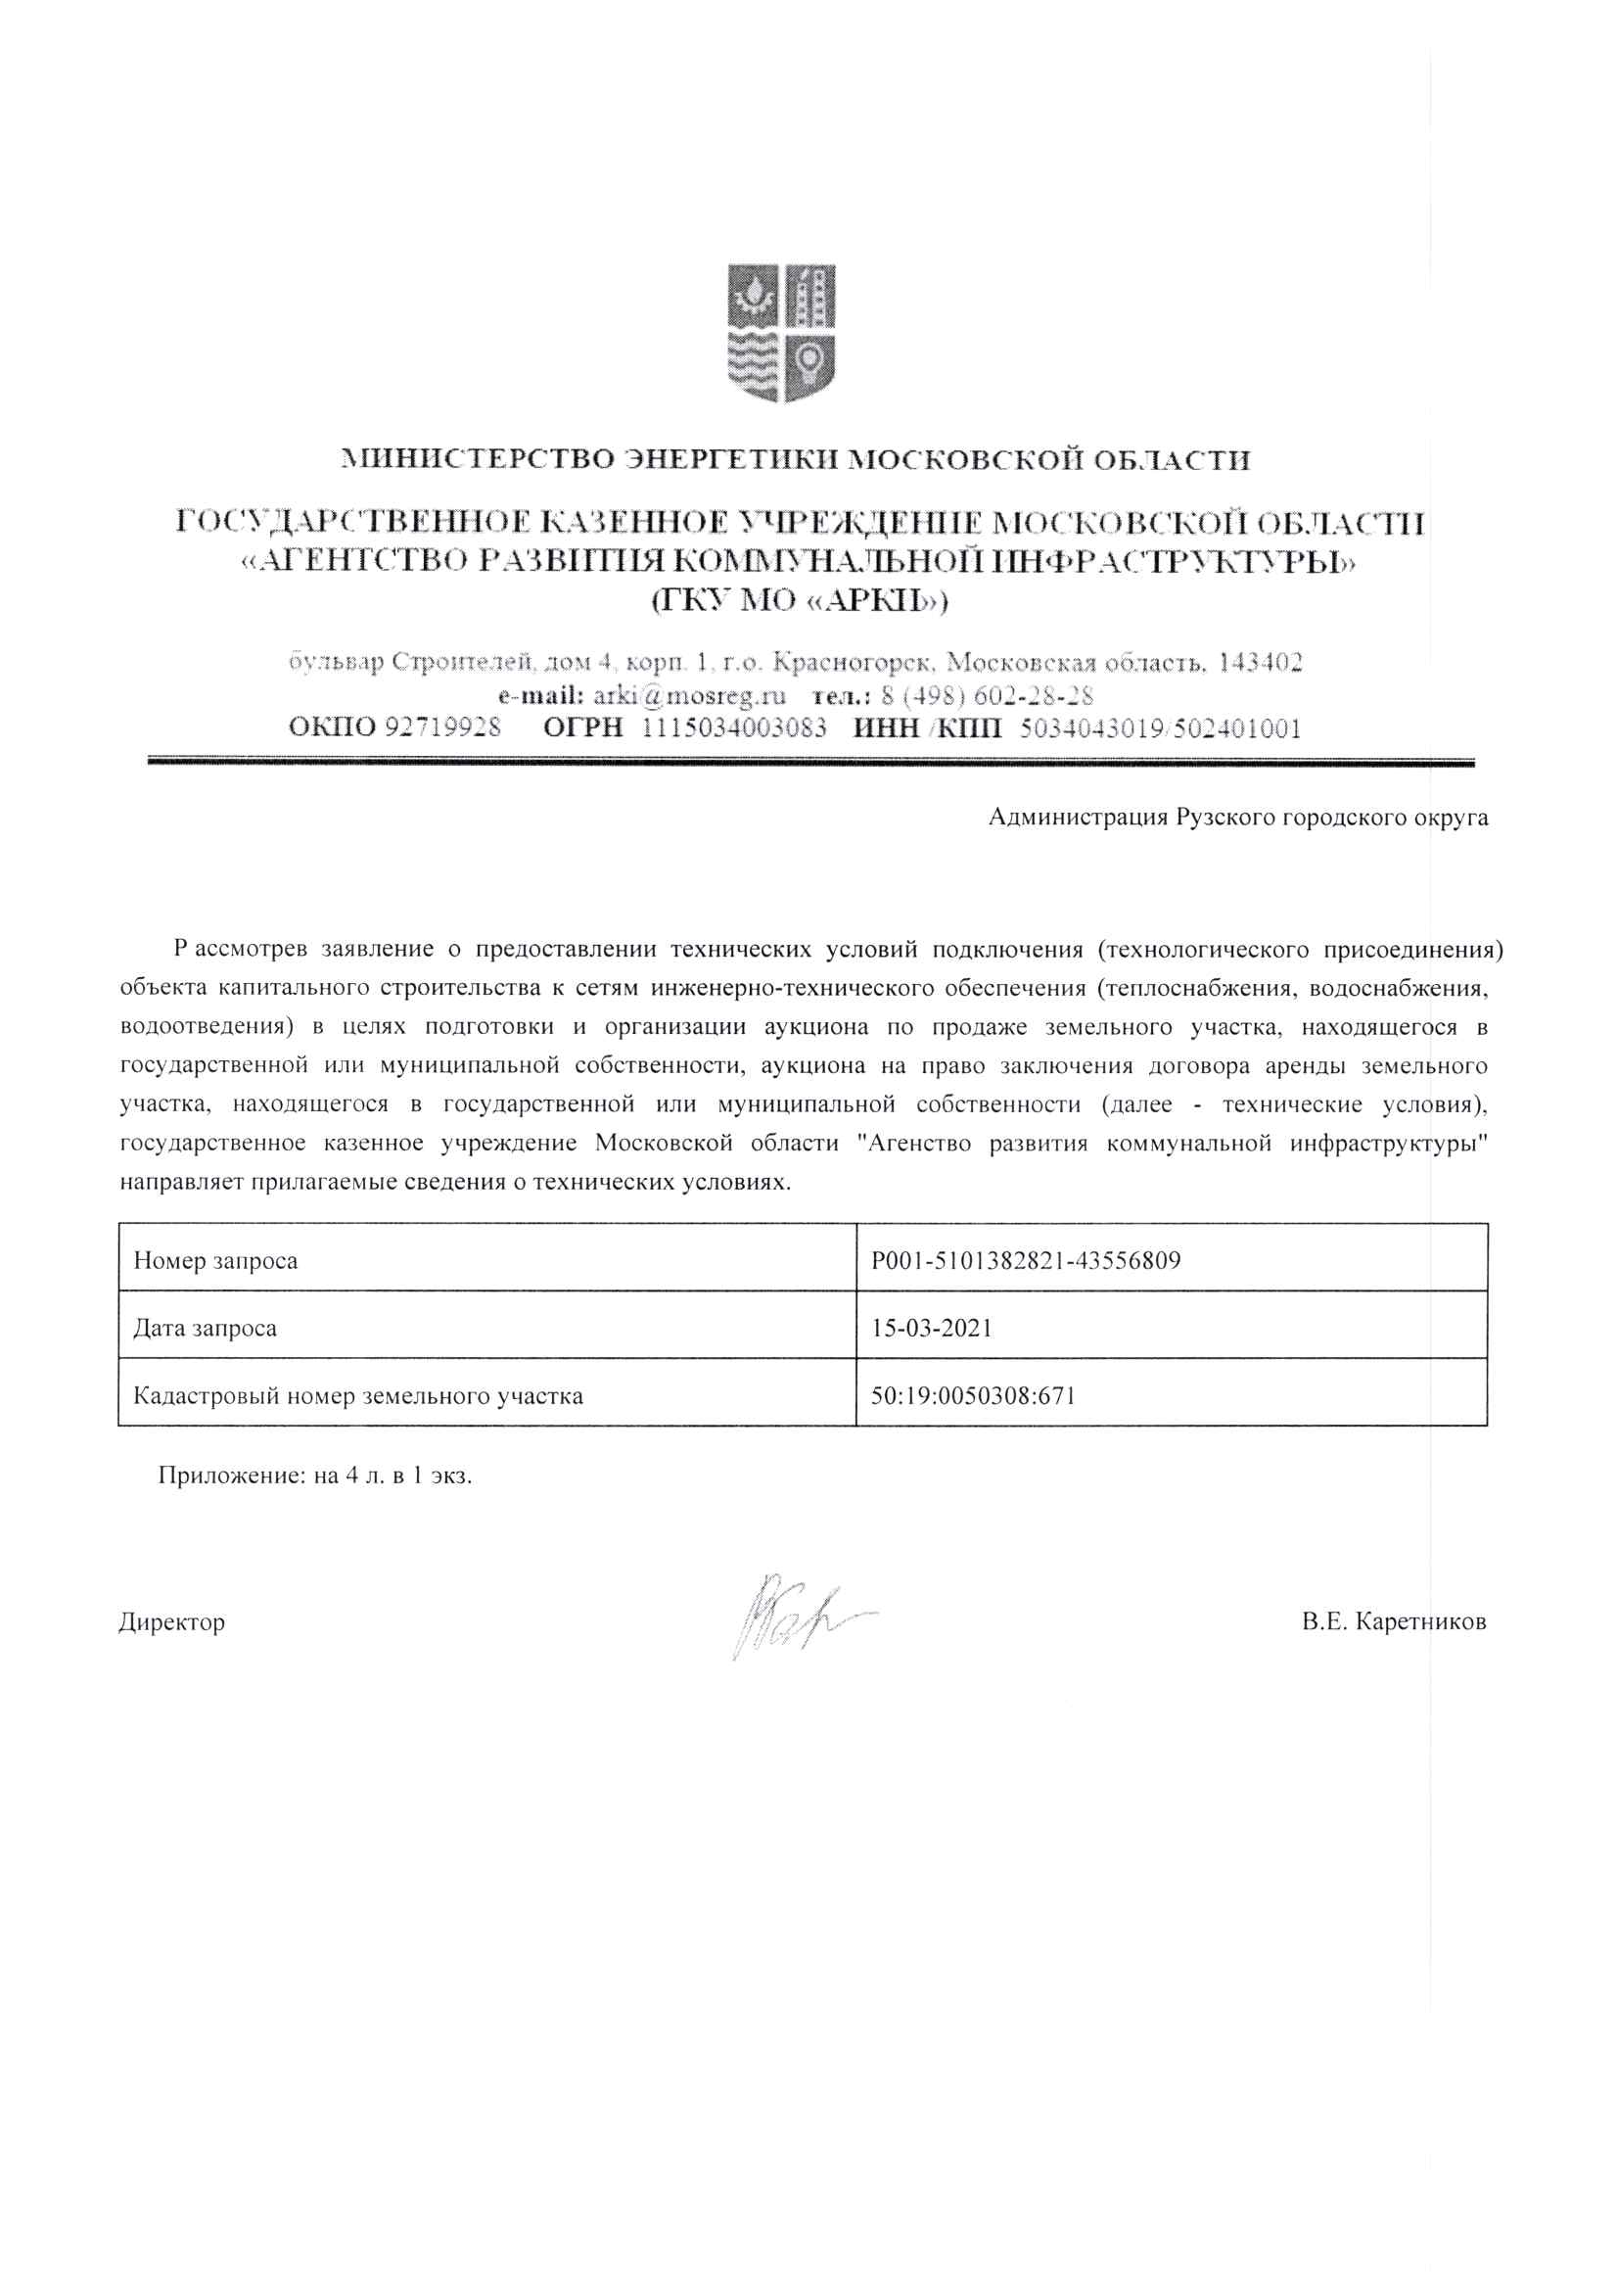 МИНИСТЕРСТВО ЭНЕРГЕТИКИ МОСКОВСКОЙ ОБЛАСТИ
ГОСУДАРСТВЕННОЕ КАЗЕННОЕ УЧРЕЖДЕНИЕ МОСКОВСКОЙ ОБЛАСТИ
«АГЕНТСТВО РАЗВИТИЯ КОММУНАЛЬНОЙ ИНФРАСТРУКТУРЫ»
(ГКУ МО «АРКИ»)
бульвар Строителей, дом 4, корп. 1, г.о. Красногорск, Московская область, 143402
e-mail: arki@mosreg.ru тел.: 8 (498) 602-28-28
ОКПО 92719928 ОГРН 1115034003083 ИНН/КПП 5034043019/502401001
Администрация Рузского городского округа
Р ассмотрев заявление о предоставлении технических условий подключения (технологического присоединения)
объекта капитального строительства к сетям инженерно-технического обеспечения (теплоснабжения, водоснабжения,
водоотведения) в целях подготовки и организации аукциона по продаже земельного участка, находящегося в
государственной или муниципальной собственности, аукциона на право заключения договора аренды земельного
участка, находящегося в государственной или муниципальной собственности (далее - технические условия),
государственное казенное учреждение Московской области "Агенство развития коммунальной инфраструктуры"
направляет прилагаемые сведения о технических условиях.
Номер запроса P001-5101382821-43556809
Дата запроса 15-03-2021
Кадастровый номер земельного участка 50:19:0050308:671
Приложение: на 4 л. в 1 экз.
Директор В.Е. Каретников